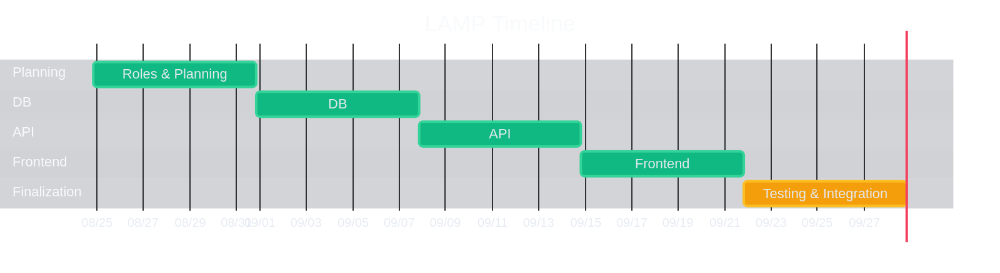 LAMP Timeline
Planning
Roles & Planning
DB
DB
API
API
Frontend
Frontend
Finalization
Testing & Integration
08/25 08/27 08/29 08/31 09/01 09/03 09/05 09/07 09/09 09/11 09/13 09/15 09/17 09/19 09/21 09/23 09/25 09/27